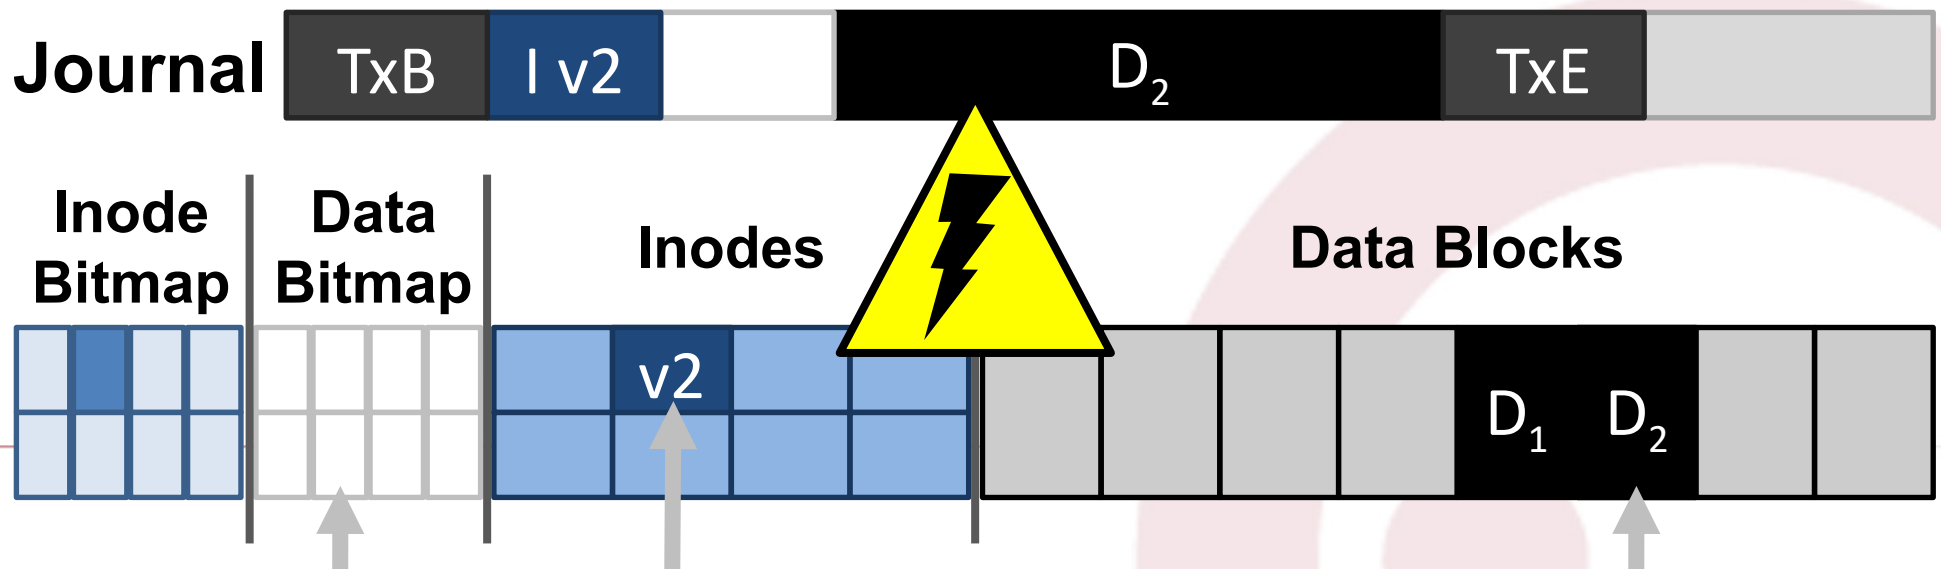 Journal TxB I v2 D2 TxE
Inode Bitmap
Data Bitmap
Inodes
Data Blocks
v2
D1 D2